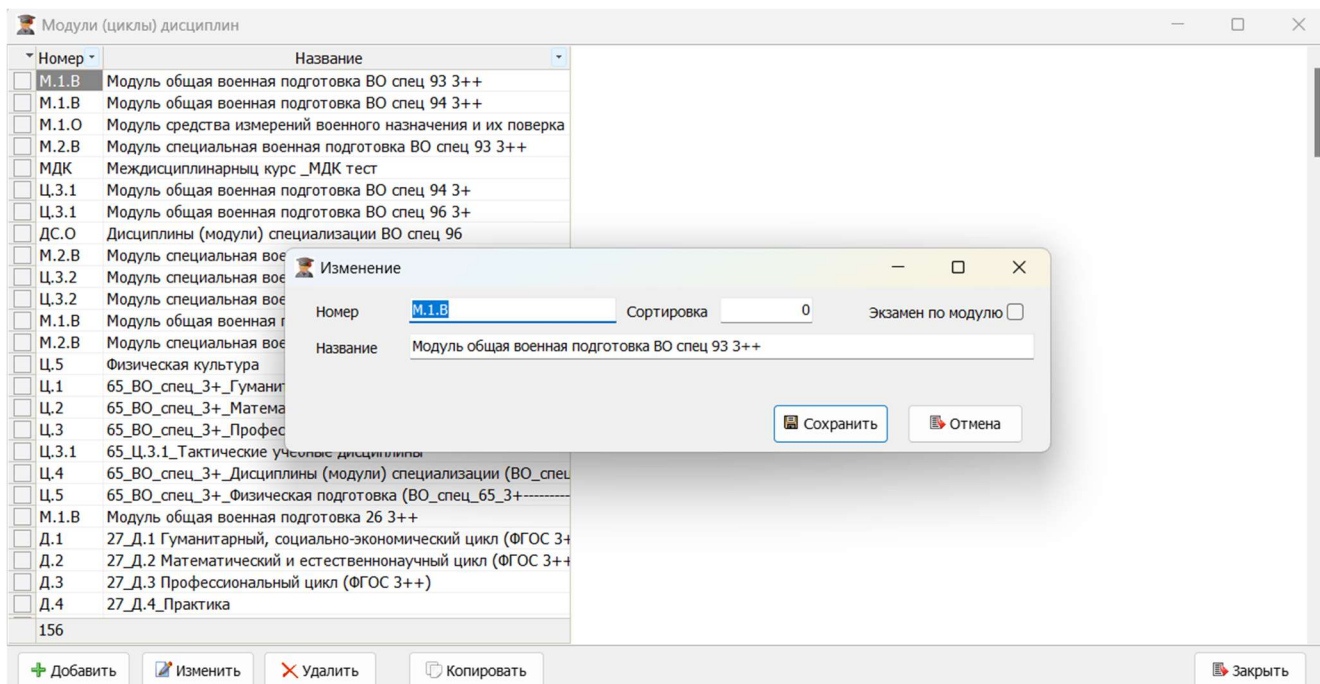 Модули (циклы) дисциплин
Номер Название
М.1.В Модуль общая военная подготовка ВО спец 93 3++
М.1.В Модуль общая военная подготовка ВО спец 94 3++
М.1.О Модуль средства измерений военного назначения и их поверка
М.2.В Модуль специальная военная подготовка ВО спец 93 3++
МДК Междисциплинарныц курс _МДК тест
Ц.3.1 Модуль общая военная подготовка ВО спец 94 3+
Ц.3.1 Модуль общая военная подготовка ВО спец 96 3+
ДС.О Дисциплины (модули) специализации ВО спец 96
М.2.В Модуль специальная вое
Ц.3.2 Модуль специальная вое
Ц.3.2 Модуль специальная вое
М.1.В Модуль общая военная
М.2.В Модуль специальная вое
Ц.5 Физическая культура
Ц.1 65_ВО_спец_3+_Гуманит
Ц.2 65_ВО_спец_3+_Матема
Ц.3 65_ВО_спец_3+_Профес
Ц.3.1 65_Ц.3.1_Тактические учебные дисциплины
Ц.4 65_ВО_спец_3+_Дисциплины (модули) специализации (ВО_спец
Ц.5 65_ВО_спец_3+_Физическая подготовка (ВО_спец_65_3+---------
М.1.В Модуль общая военная подготовка 26 3++
Д.1 27_Д.1 Гуманитарный, социально-экономический цикл (ФГОС 3+
Д.2 27_Д.2 Математический и естественнонаучный цикл (ФГОС 3++
Д.3 27_Д.3 Профессиональный цикл (ФГОС 3++)
Д.4 27_Д.4_Практика
156
Изменение
Номер М.1.В Сортировка 0 Экзамен по модулю
Название Модуль общая военная подготовка ВО спец 93 3++
Сохранить Отмена
Добавить Изменить Удалить Копировать Закрыть